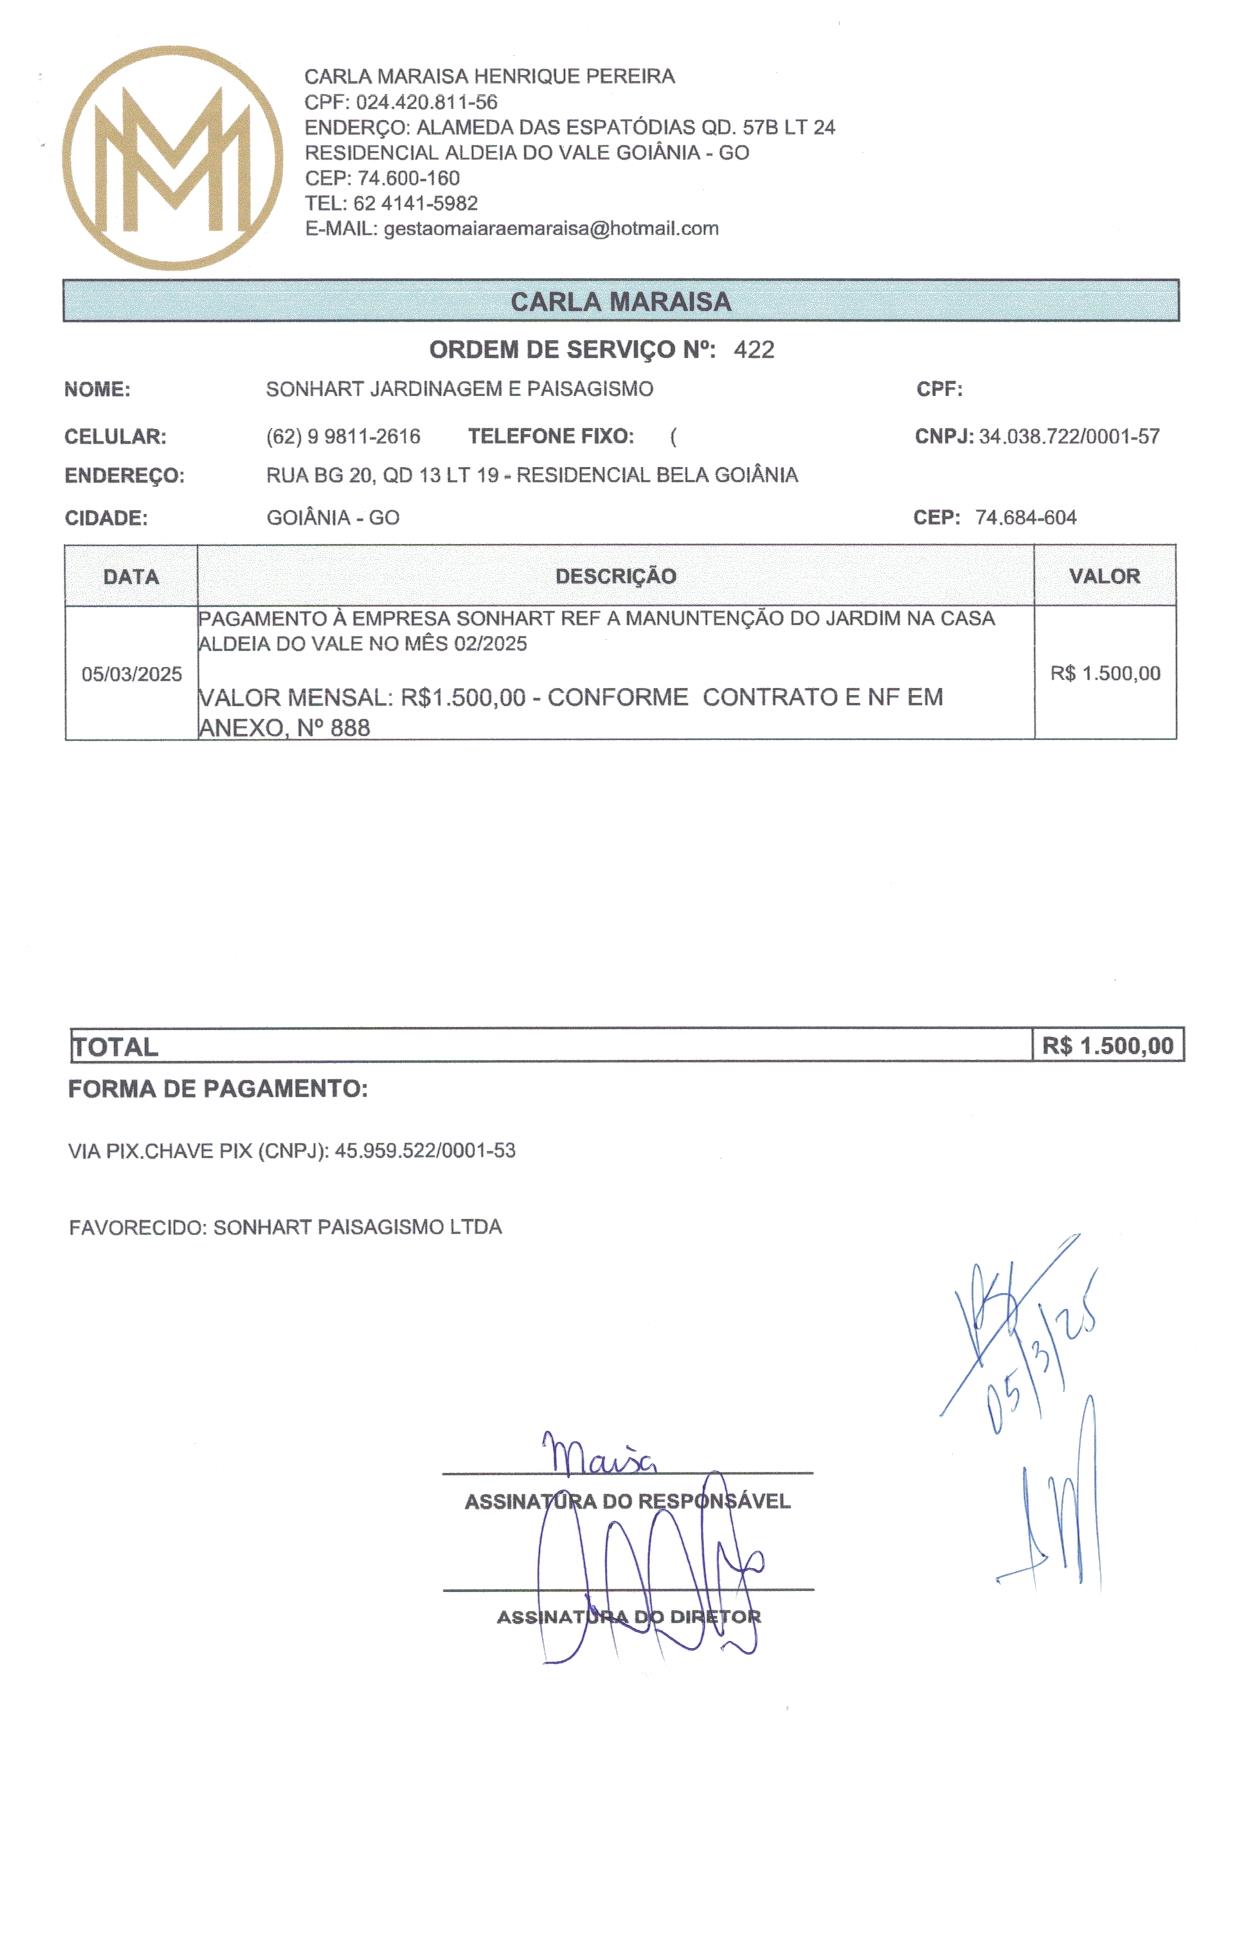 CARLA MARAISA HENRIQUE PEREIRA
CPF: 024.420.811-56
ENDERÇO: ALAMEDA DAS ESPATÓDIAS QD. 57B LT 24
RESIDENCIAL ALDEIA DO VALE GOIÂNIA - GO
CEP: 74.600-160
TEL: 62 4141-5982
E-MAIL: gestaomaiaraemaraisa@hotmail.com
CARLA MARAISA
ORDEM DE SERVIÇO Nº: 422
NOME: SONHART JARDINAGEM E PAISAGISMO CPF:
CELULAR: (62) 9 9811-2616 TELEFONE FIXO: ( CNPJ: 34.038.722/0001-57
ENDEREÇO: RUA BG 20, QD 13 LT 19 - RESIDENCIAL BELA GOIÂNIA
CIDADE: GOIÂNIA - GO CEP: 74.684-604
DATA DESCRIÇÃO VALOR
PAGAMENTO À EMPRESA SONHART REF A MANUNTENÇÃO DO JARDIM NA CASA
ALDEIA DO VALE NO MÊS 02/2025
05/03/2025 R$ 1.500,00
VALOR MENSAL: R$1.500,00 - CONFORME CONTRATO E NF EM
ANEXO, Nº 888
TOTAL R$ 1.500,00
FORMA DE PAGAMENTO:
VIA PIX.CHAVE PIX (CNPJ): 45.959.522/0001-53
FAVORECIDO: SONHART PAISAGISMO LTDA
05/3/25
Maisa
ASSINATURA DO RESPONSÁVEL
ASSINATURA DO DIRETOR